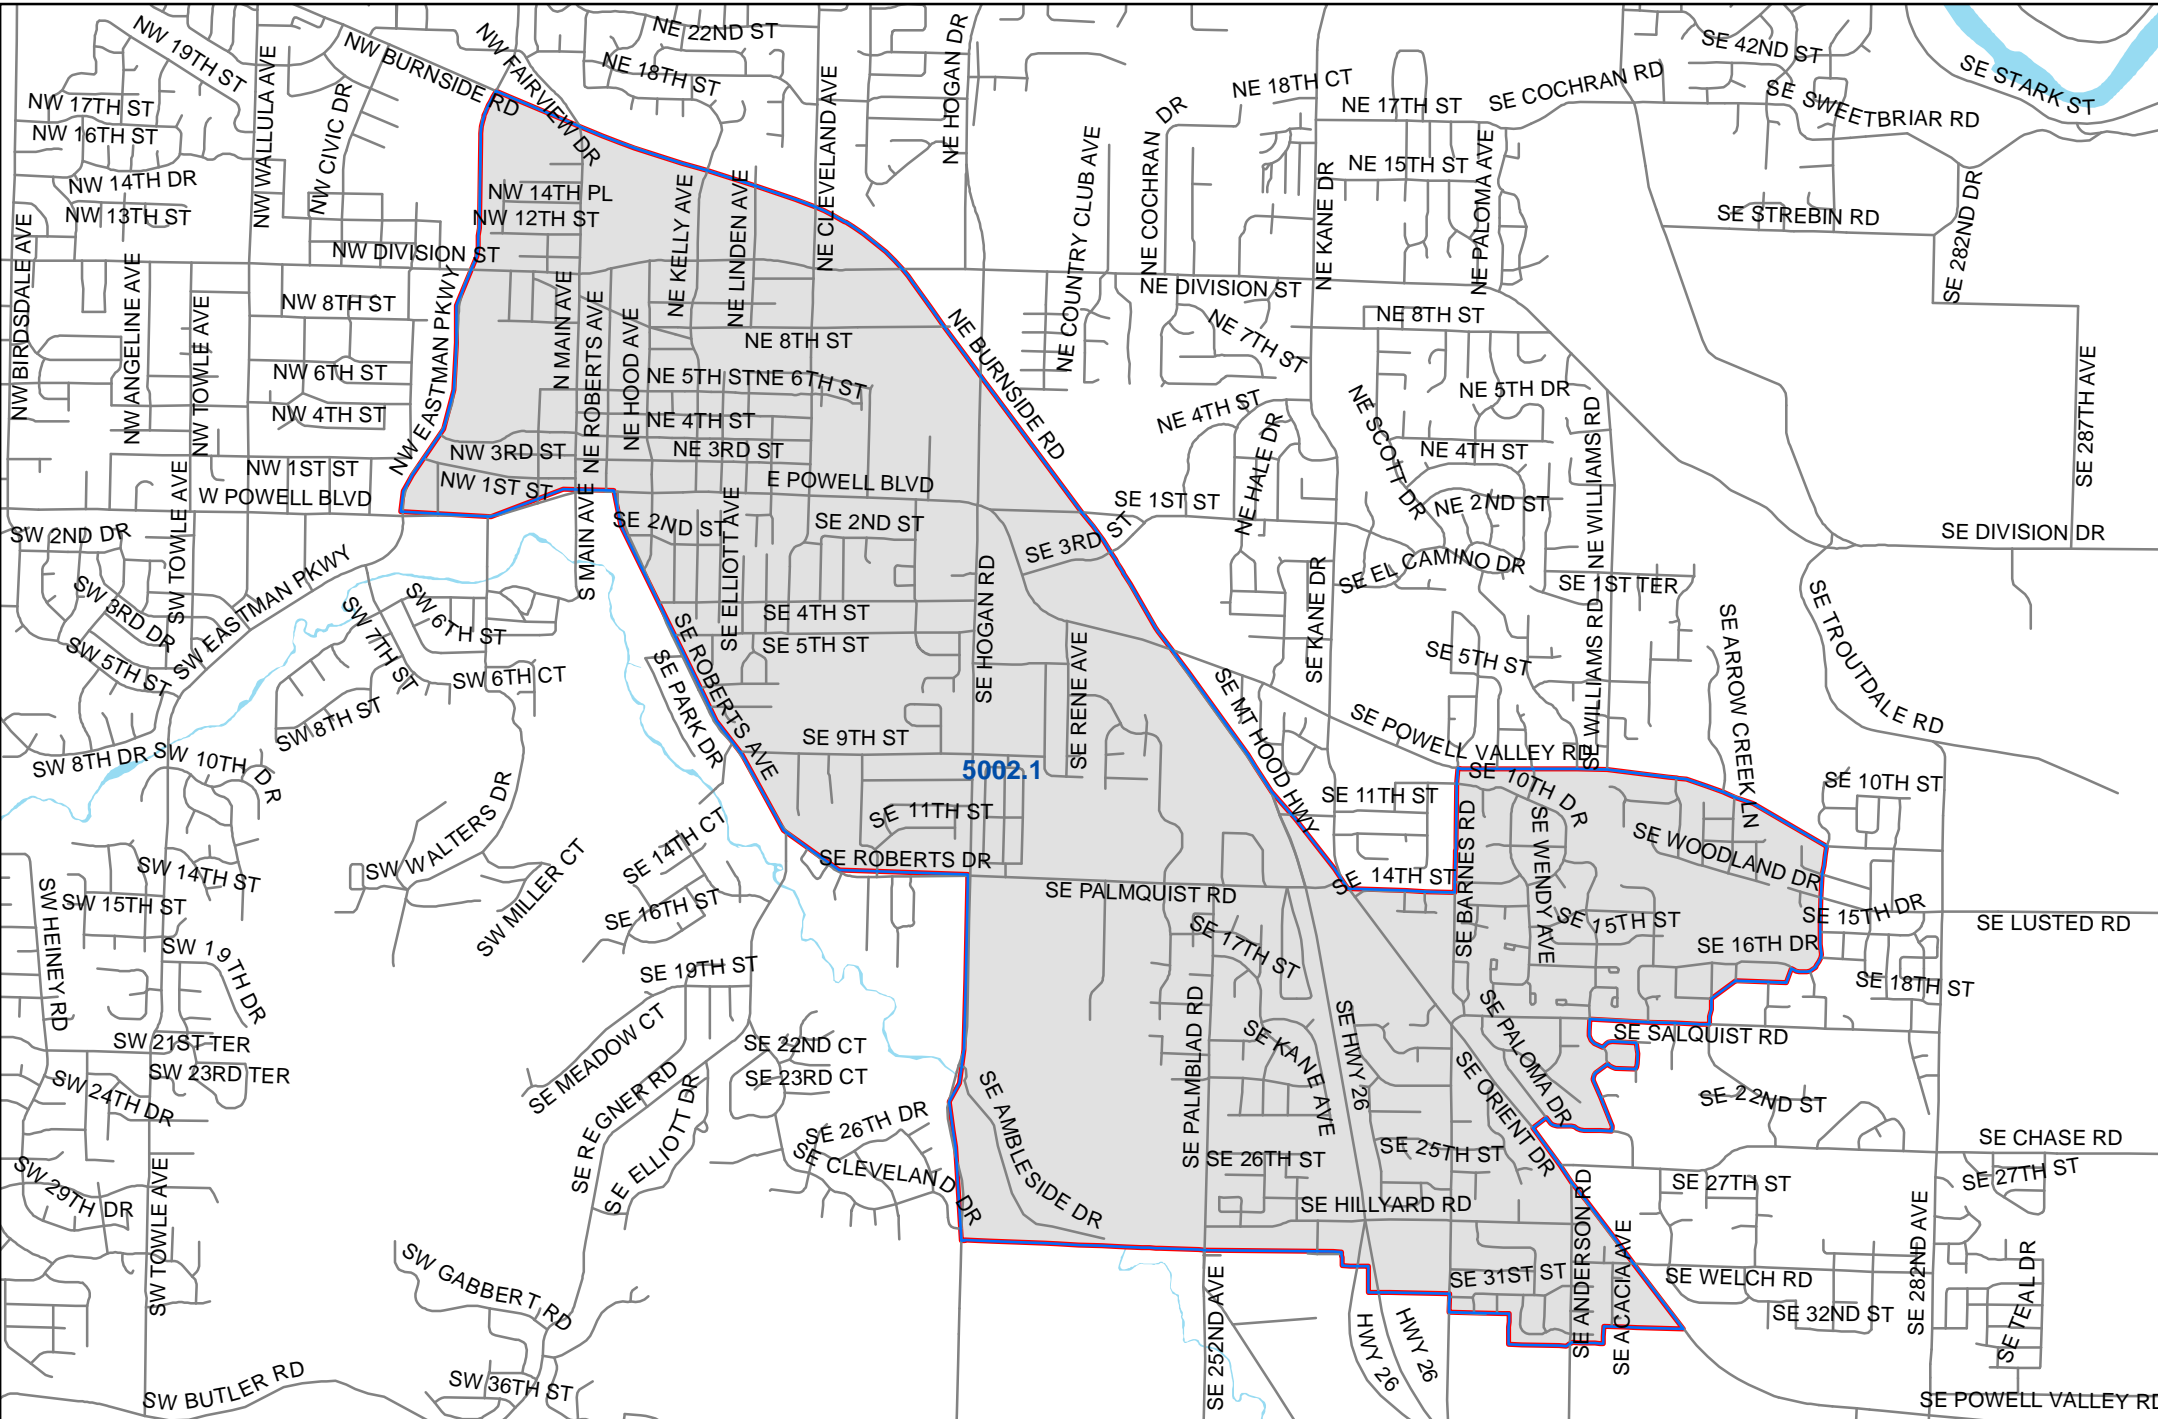 NE 22ND ST
NW 19TH ST
NW BURNSIDE RD
NW FAIRVIEW DR
NE 18TH ST
NE HOGAN DR
SE 42ND ST
SE STARK ST
NW WALLULA AVE
NW CIVIC DR
NE CLEVELAND AVE
NE 18TH CT
NE COCHRAN DR
NE 17TH ST
SE COCHRAN RD
SE SWEETBRIAR RD
NW 17TH ST
NW 16TH ST
NE COUNTRY CLUB AVE
NE 15TH ST
NE PALOMA AVE
NE KANE DR
NW 14TH DR
NW 14TH PL
NE KELLY AVE
NE LINDEN AVE
SE 282ND DR
NW 13TH ST
NW 12TH ST
SE STREBIN RD
NW BIRDSDALE AVE
NW DIVISION ST
NW ANGELINE AVE
NW TOWLE AVE
NW EASTMAN PKWY
N MAIN AVE
NE ROBERTS AVE
NE HOOD AVE
NE DIVISION ST
NW 8TH ST
NE 8TH ST
NE BURNSIDE RD
NE 7TH ST
NE 8TH ST
NW 6TH ST
NE 5TH ST
NE 6TH ST
NE 5TH DR
SE 287TH AVE
NW 4TH ST
NE 4TH ST
NE 4TH ST
NE HALE DR
NE SCOTT DR
NE WILLIAMS RD
NW 3RD ST
NE 3RD ST
NE 4TH ST
NW 1ST ST
NW 1ST ST
E POWELL BLVD
W POWELL BLVD
SE 1ST ST
NE 2ND ST
SW TOWLE AVE
S MAIN AVE
SE 2ND ST
SE ELLIOTT AVE
SE 2ND ST
SE 3RD ST
SE DIVISION DR
SW 2ND DR
SW EASTMAN PKWY
SE HOGAN RD
SE KANE DR
SE EL CAMINO DR
SE 1ST TER
SW 3RD DR
SW 7TH ST
SW 6TH ST
SE 4TH ST
SE ARROW CREEK LN
SE TROUTDALE RD
SW 5TH ST
SE 5TH ST
SE RENE AVE
SE 5TH ST
SE WILLIAMS RD
SW 6TH CT
SE PARK DR
SE ROBERTS AVE
SE MT HOOD HWY
SW 8TH ST
SE 9TH ST
SE POWELL VALLEY RD
SW 8TH DR
SW 10TH DR
5002.1
SE 10TH DR
SE 10TH ST
SW WALTERS DR
SE 11TH ST
SE 11TH ST
SE BARNES RD
SE WENDY AVE
SE WOODLAND DR
SW MILLER CT
SE 14TH CT
SE ROBERTS DR
SE 14TH ST
SW 14TH ST
SE PALMQUIST RD
SW HEINEY RD
SW 15TH ST
SE 16TH ST
SE 15TH ST
SE 15TH DR
SE LUSTED RD
SW 19TH DR
SE 17TH ST
SE 16TH DR
SE 19TH ST
SE 18TH ST
SE PALMBLAD RD
SE HWY 26
SE PALOMA DR
SW 21ST TER
SE MEADOW CT
SE 22ND CT
SE KANE AVE
SE SALQUIST RD
SW 23RD TER
SE 23RD CT
SW 24TH DR
SE REGNER RD
SE ELLIOTT DR
SE AMBLESIDE DR
SE ORIENT DR
SE 22ND ST
SE 26TH DR
SE CHASE RD
SE CLEVELAND DR
SE 26TH ST
SE 25TH ST
SW 29TH DR
SW TOWLE AVE
SE 27TH ST
SE 27TH ST
SE HILLYARD RD
SE ANDERSON RD
SE ACACIA AVE
SE 282ND AVE
SW GABBERT RD
SE 252ND AVE
SE 31ST ST
SE WELCH RD
SE TEAL DR
SE 32ND ST
HWY 26
HWY 26
SW BUTLER RD
SW 36TH ST
SE POWELL VALLEY RD